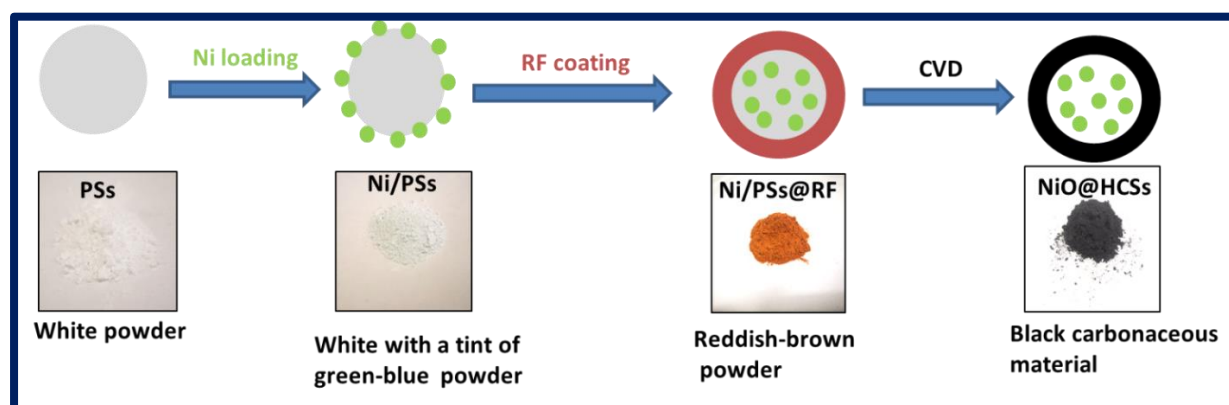 Ni loading
RF coating
CVD
PSs
Ni/PSs
Ni/PSs@RF
NiO@HCSs
White powder
White with a tint of
green-blue powder
Reddish-brown
powder
Black carbonaceous
material